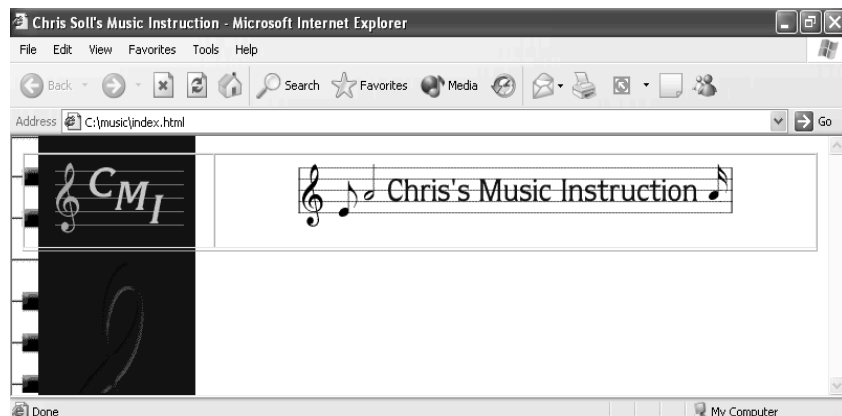 Chris Soll's Music Instruction - Microsoft Internet Explorer
File Edit View Favorites Tools Help
Back Search Favorites Media
Address C:\music\index.html Go
CMI
Chris's Music Instruction
Done My Computer